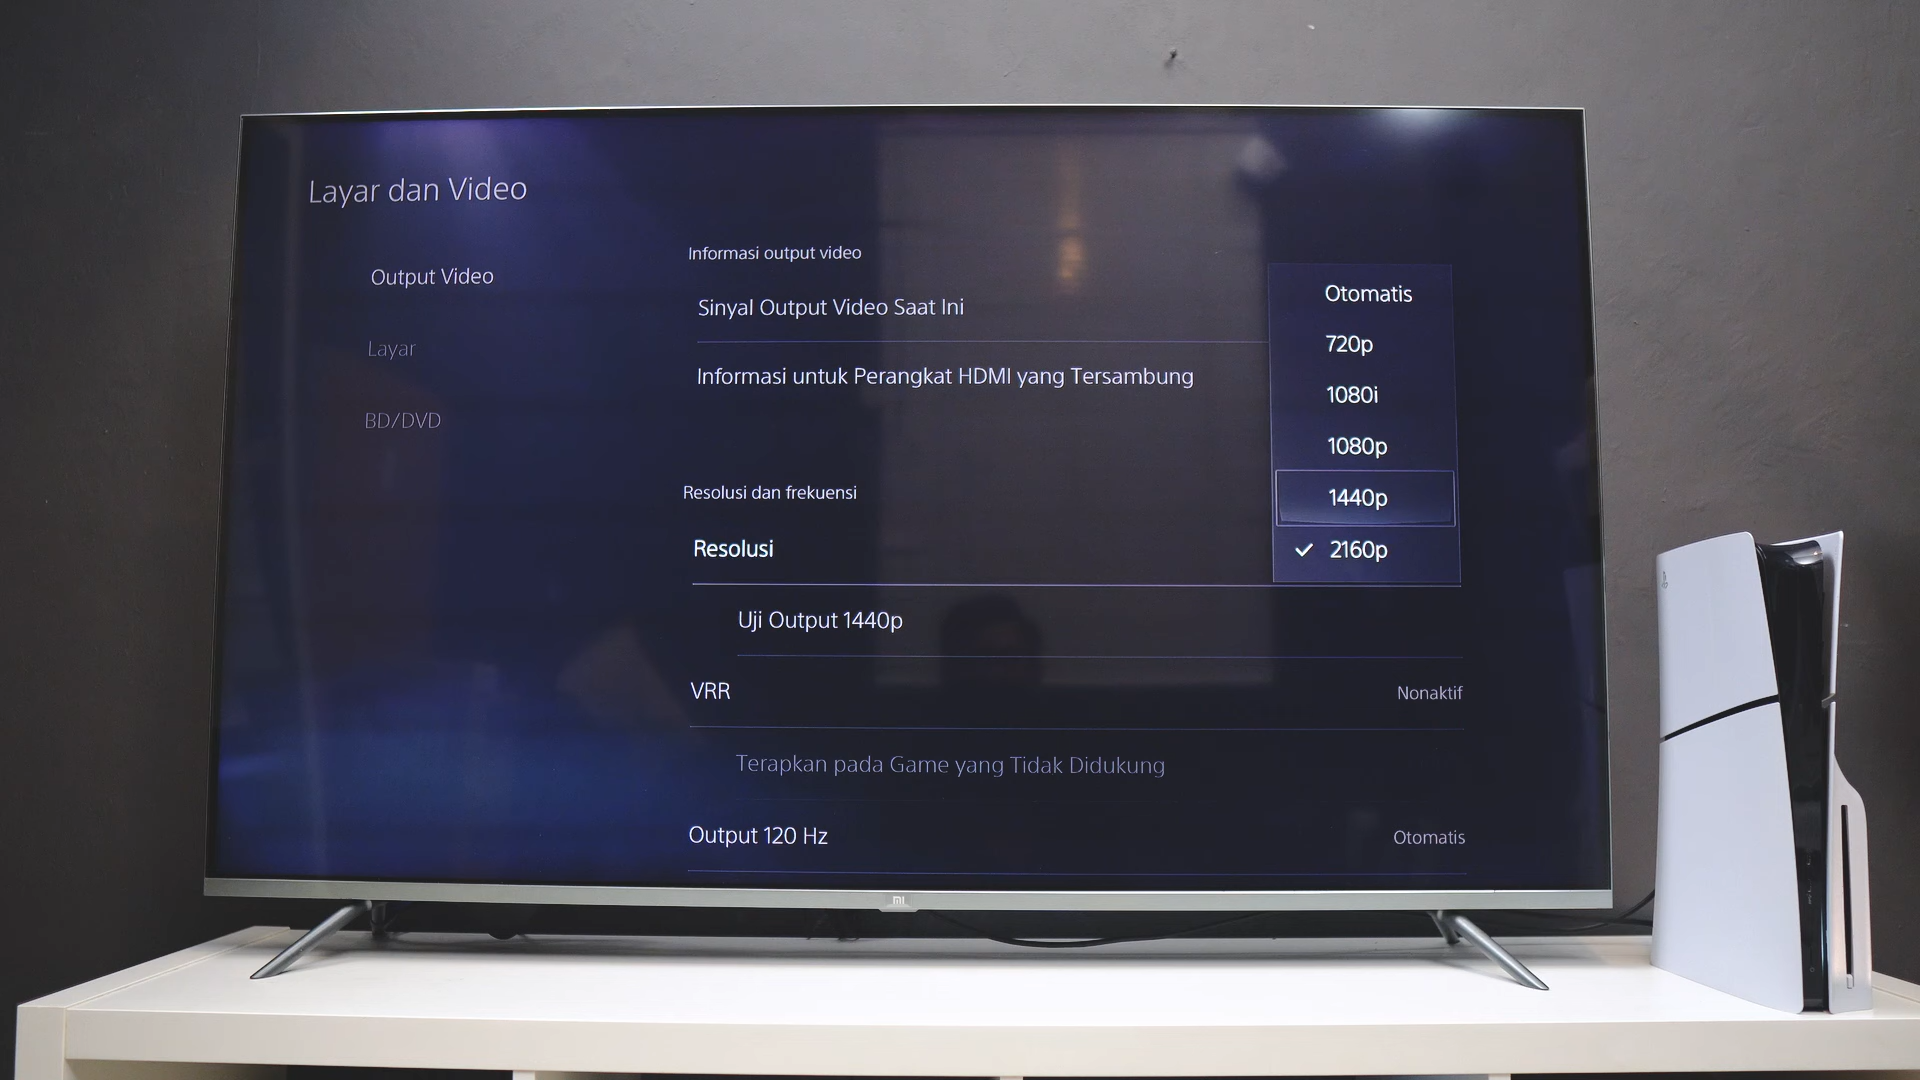 Layar dan Video
Output Video
Layar
BD/DVD
Informasi output video
Sinyal Output Video Saat Ini
Informasi untuk Perangkat HDMI yang Tersambung
Resolusi dan frekuensi
Resolusi
Otomatis
720p
1080i
1080p
1440p
2160p
Uji Output 1440p
VRR
Nonaktif
Terapkan pada Game yang Tidak Didukung
Output 120 Hz
Otomatis
mi